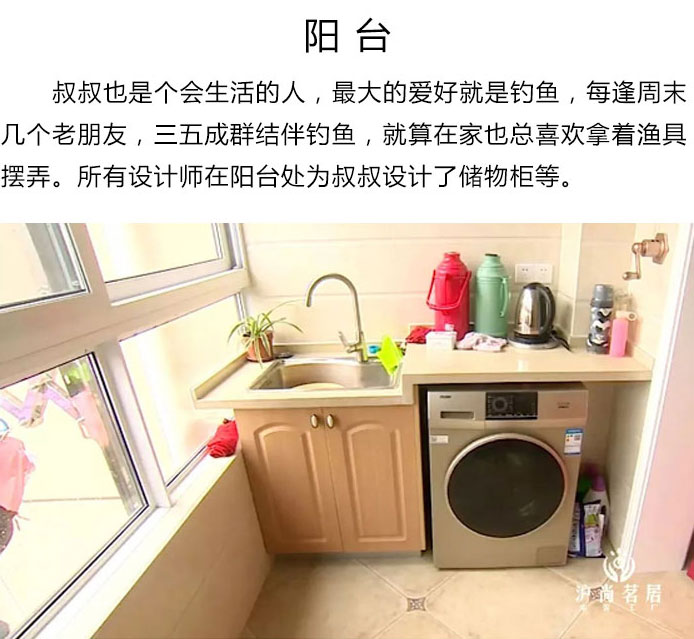 阳台
叔叔也是个会生活的人，最大的爱好就是钓鱼，每逢周末
几个老朋友，三五成群结伴钓鱼，就算在家也总喜欢拿着渔具
摆弄。所有设计师在阳台处为叔叔设计了储物柜等。
尚茗居